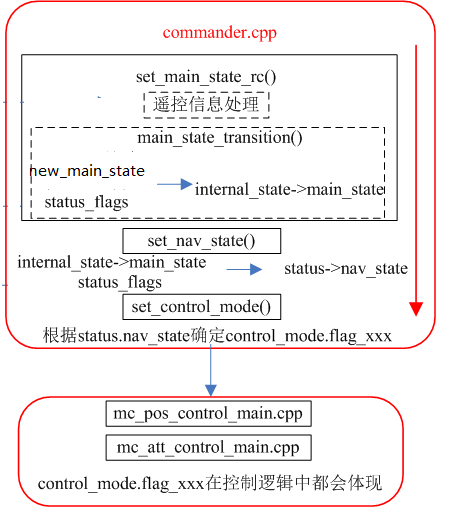 commander.cpp
set_main_state_rc()
遥控信息处理
main_state_transition()
new_main_state
internal_state->main_state
status_flags
set_nav_state()
internal_state->main_state
status->nav_state
status_flags
set_control_mode()
根据status.nav_state确定control_mode.flag_xxx
mc_pos_control_main.cpp
mc_att_control_main.cpp
control_mode.flag_xxx在控制逻辑中都会体现